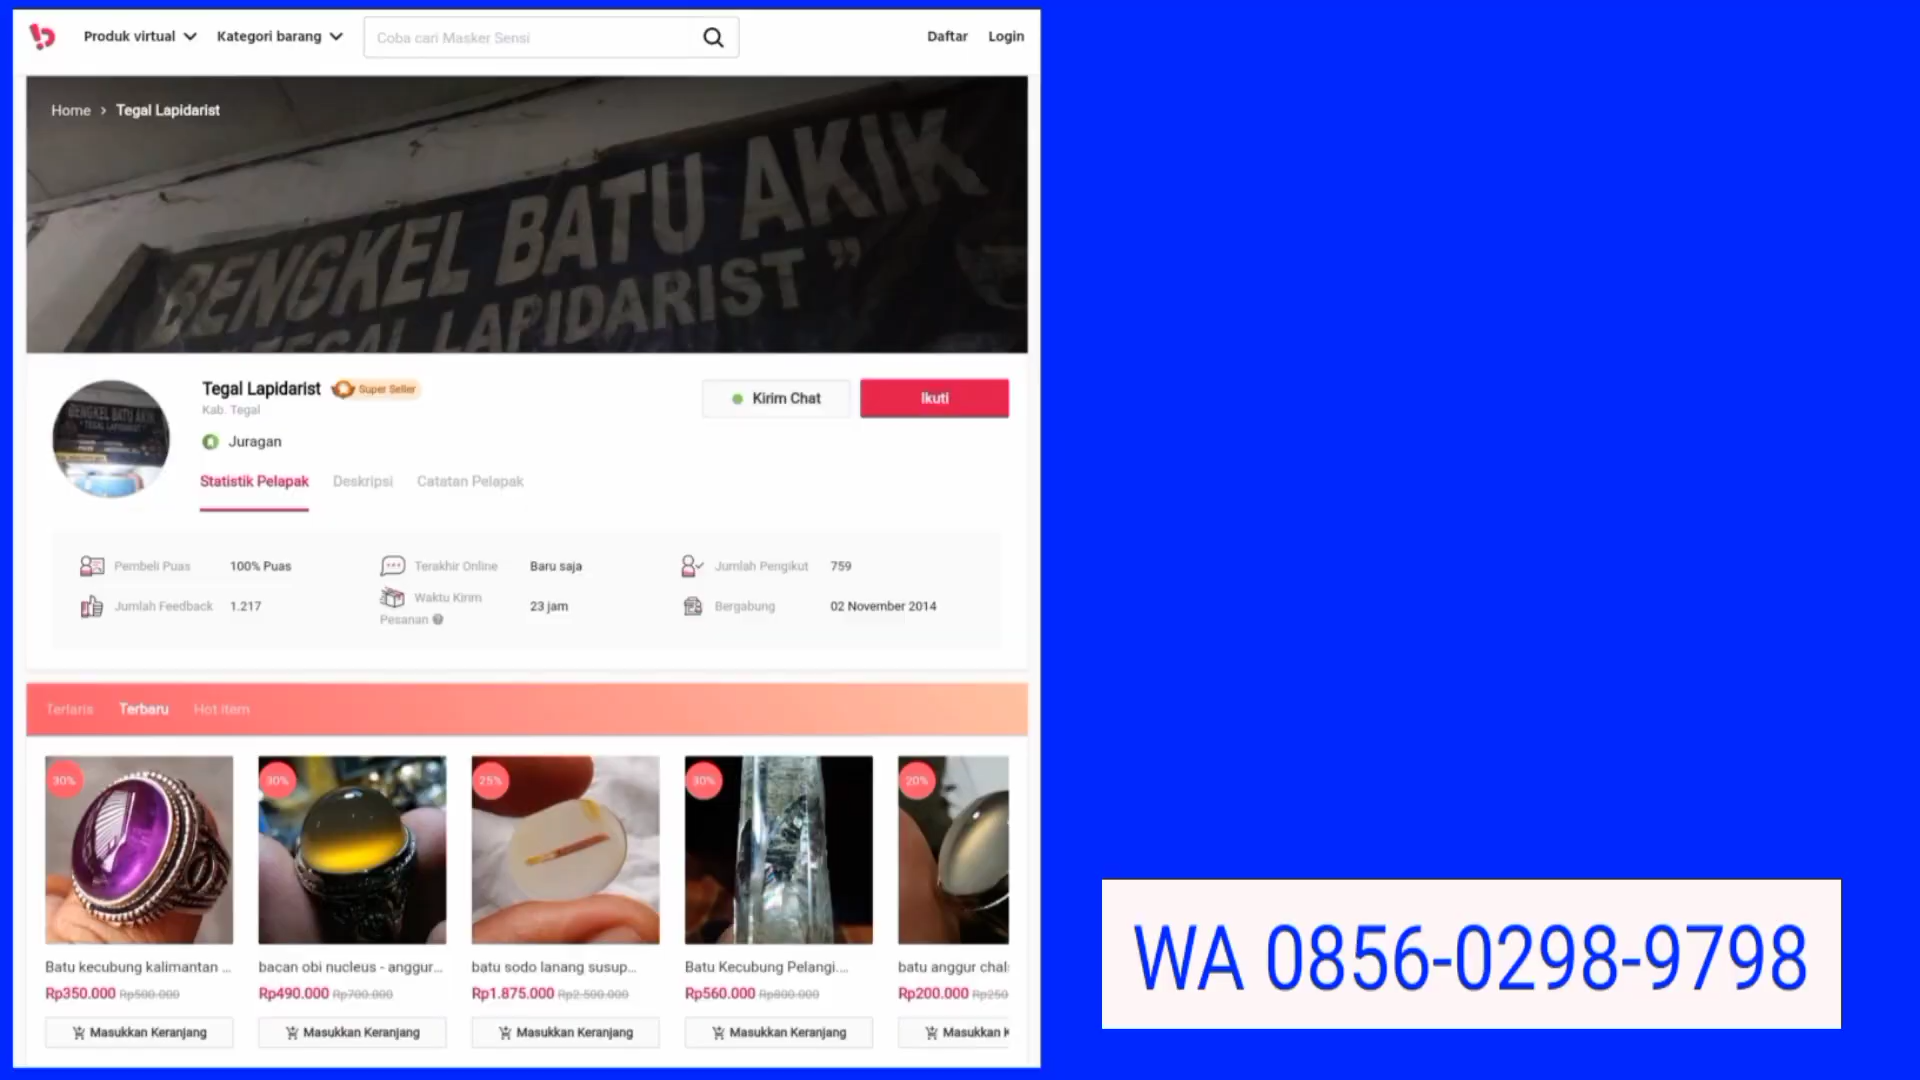 Produk virtual
Kategori barang
Coba cari Masker Sensi
Daftar
Login
Home > Tegal Lapidarist
BENGKEL BATU AKIK
TEGAL LAPIDARIST "
BENGKEL BATU AKIK
" TEGAL LAPIDARIST "
Tegal Lapidarist
Super Seller
Kab. Tegal
Juragan
Kirim Chat
Ikuti
Statistik Pelapak
Deskripsi
Catatan Pelapak
Pembeli Puas 100% Puas
Terakhir Online Baru saja
Jumlah Pengikut 759
Jumlah Feedback 1.217
Waktu Kirim Pesanan 23 jam
Bergabung 02 November 2014
Terlaris
Terbaru
Hot Item
30%
30%
25%
30%
20%
Batu kecubung kalimantan ...
bacan obi nucleus - anggur...
batu sodo lanang susup...
Batu Kecubung Pelangi....
batu anggur chal
Rp350.000 Rp500.000
Rp490.000 Rp700.000
Rp1.875.000 Rp2.500.000
Rp560.000 Rp800.000
Rp200.000 Rp250
Masukkan Keranjang
Masukkan Keranjang
Masukkan Keranjang
Masukkan Keranjang
Masukkan K
WA 0856-0298-9798